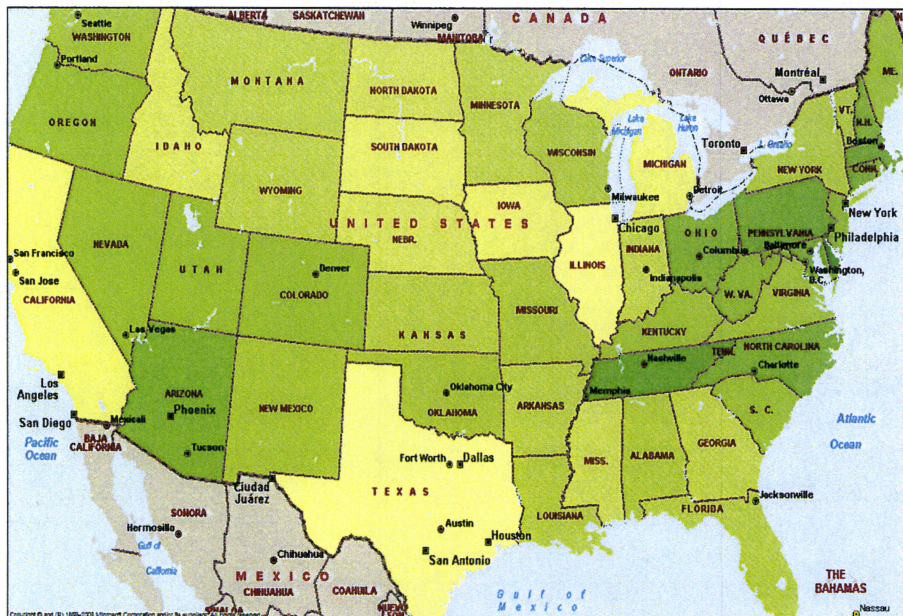 ALBERTA
SASKATCHEWAN
Winnipeg
MANITOBA
CANADA
QUÉBEC
ONTARIO
Montréal
Ottawa
ME.
Seattle
WASHINGTON
Portland
OREGON
MONTANA
IDAHO
NORTH DAKOTA
SOUTH DAKOTA
MINNESOTA
Lake Superior
Lake
Michigan
Lake
Huron
Toronto
L. Ontario
VT.
N.H.
Boston
CONN.
WISCONSIN
MICHIGAN
NEW YORK
WYOMING
Milwaukee
Detroit
New York
IOWA
UNITED STATES
NEBR.
Chicago
OHIO
PENNSYLVANIA
Philadelphia
Baltimore
Columbus
Washington,
D.C.
NEVADA
UTAH
Denver
COLORADO
ILLINOIS
INDIANA
Indianapolis
W. VA.
VIRGINIA
San Francisco
San Jose
CALIFORNIA
KANSAS
MISSOURI
KENTUCKY
Las Vegas
Nashville
TENN.
NORTH CAROLINA
Charlotte
Memphis
Los
Angeles
ARIZONA
Phoenix
NEW MEXICO
Oklahoma City
OKLAHOMA
ARKANSAS
S. C.
San Diego
Mexicali
BAJA
CALIFORNIA
Pacific
Ocean
Tucson
Atlantic
Ocean
MISS.
ALABAMA
GEORGIA
Fort Worth
Dallas
Ciudad
Juárez
TEXAS
SONORA
Hermosillo
Gulf of
California
LOUISIANA
Jacksonville
FLORIDA
Austin
Houston
San Antonio
Chihuahua
MEXICO
CHIHUAHUA
COAHUILA
SINALOA
NUEVO
Gulf of
Mexico
THE
BAHAMAS
Nassau